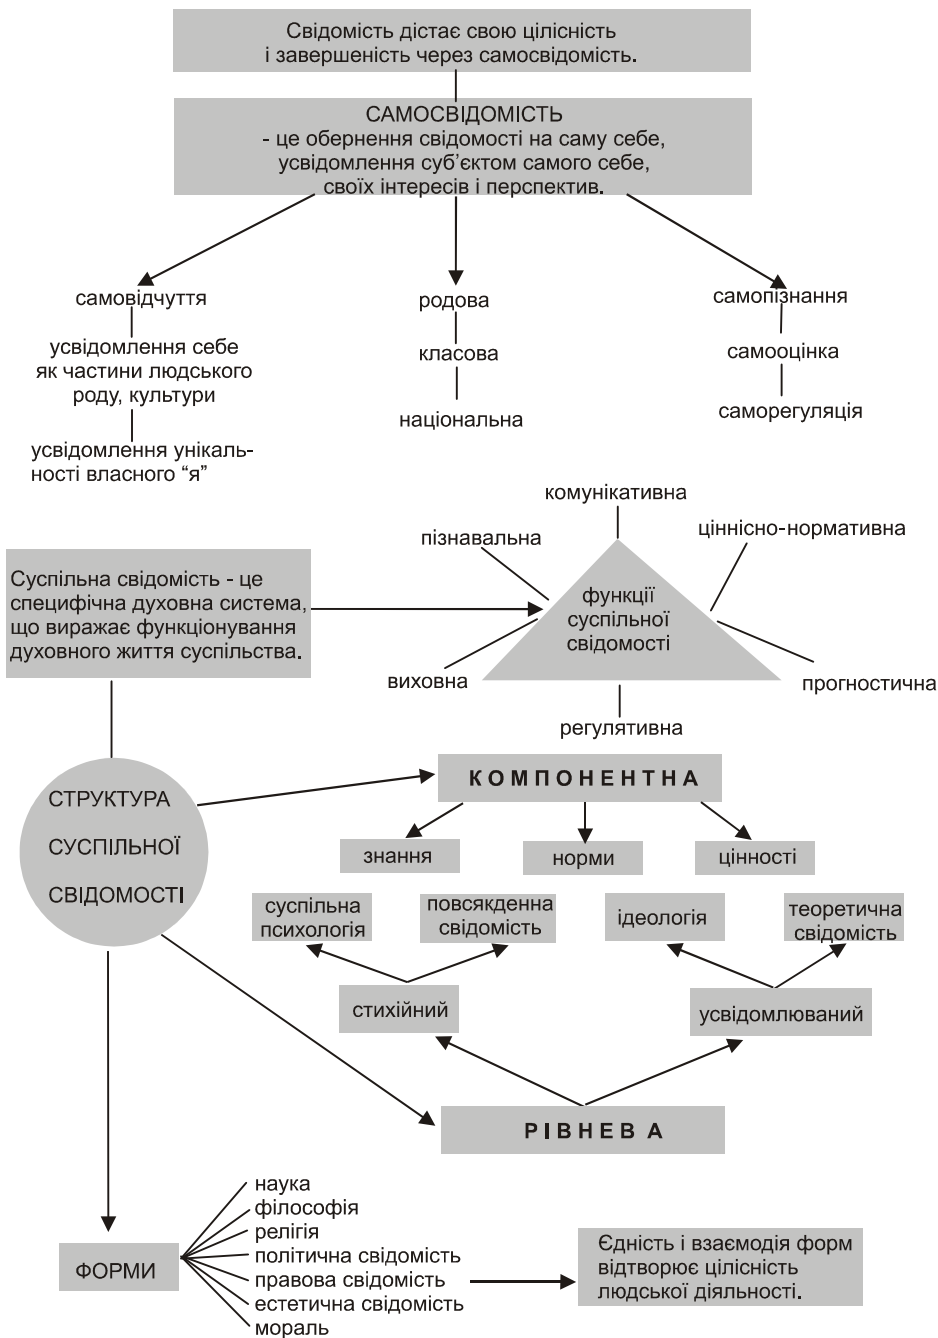 Свідомість дістає свою цілісність
і завершеність через самосвідомість.
САМОСВІДОМІСТЬ
- це обернення свідомості на саму себе,
усвідомлення суб’єктом самого себе,
своїх інтересів і перспектив.
самовідчуття
усвідомлення себе
як частини людського
роду, культури
усвідомлення унікаль-
ності власного “я”
родова
класова
національна
самопізнання
самооцінка
саморегуляція
комунікативна
пізнавальна
ціннісно-нормативна
Суспільна свідомість - це
специфічна духовна система,
що виражає функціонування
духовного життя суспільства.
функції
суспільної
свідомості
виховна
прогностична
регулятивна
СТРУКТУРА
СУСПІЛЬНОЇ
СВІДОМОСТІ
КОМПОНЕНТНА
знання
норми
цінності
суспільна
психологія
повсякденна
свідомість
ідеологія
теоретична
свідомість
стихійний
усвідомлюваний
РІВНЕВА
ФОРМИ
наука
філософія
релігія
політична свідомість
правова свідомість
естетична свідомість
мораль
Єдність і взаємодія форм
відтворює цілісність
людської діяльності.